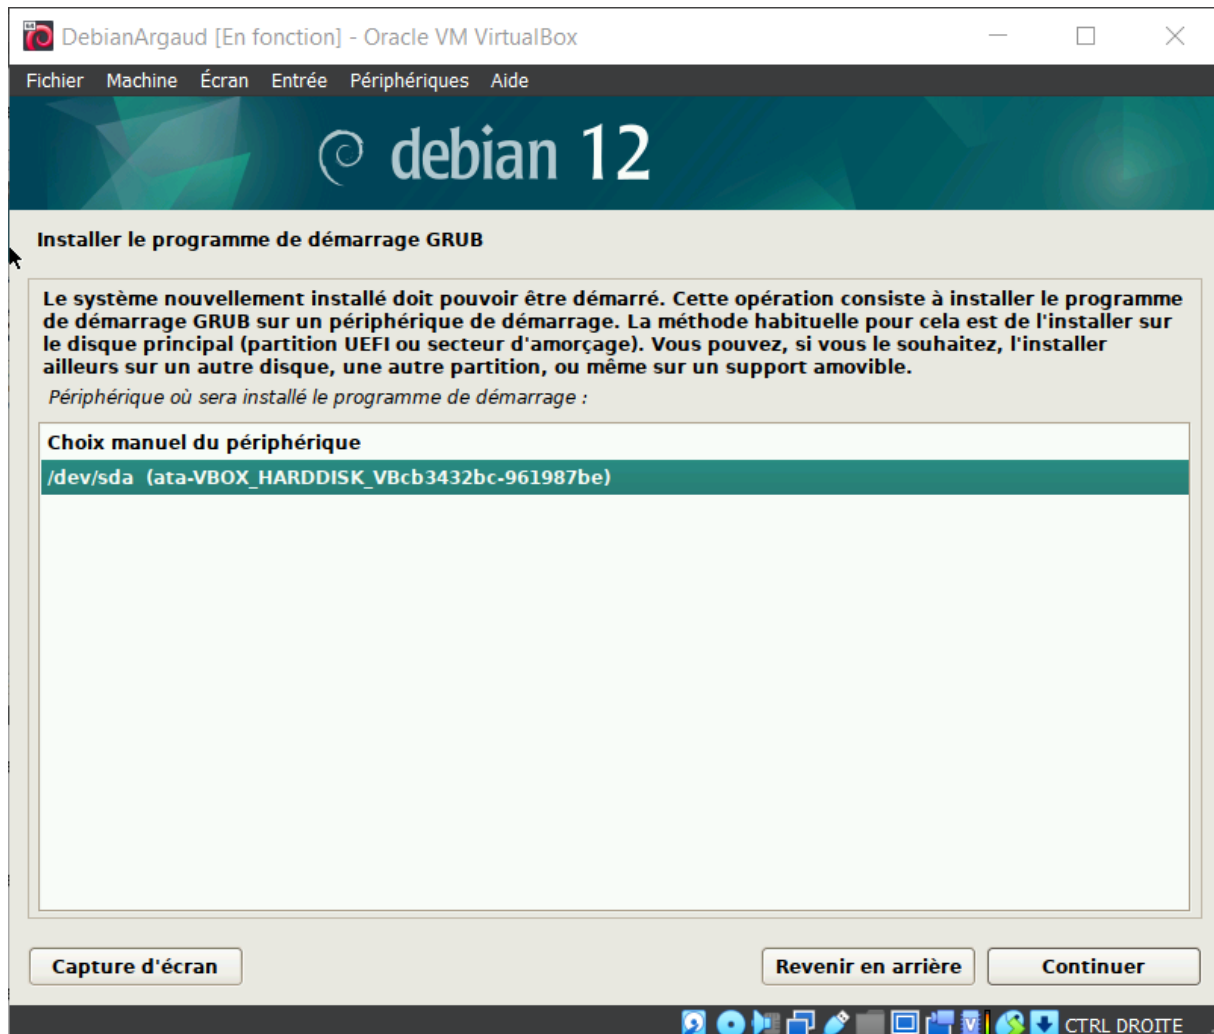 DebianArgaud [En fonction] - Oracle VM VirtualBox
Fichier Machine Écran Entrée Périphériques Aide
debian 12
Installer le programme de démarrage GRUB
Le système nouvellement installé doit pouvoir être démarré. Cette opération consiste à installer le programme
de démarrage GRUB sur un périphérique de démarrage. La méthode habituelle pour cela est de l'installer sur
le disque principal (partition UEFI ou secteur d'amorçage). Vous pouvez, si vous le souhaitez, l'installer
ailleurs sur un autre disque, une autre partition, ou même sur un support amovible.
Périphérique où sera installé le programme de démarrage :
Choix manuel du périphérique
/dev/sda (ata-VBOX_HARDDISK_VBcb3432bc-961987be)
Capture d'écran
Revenir en arrière
Continuer
CTRL DROITE